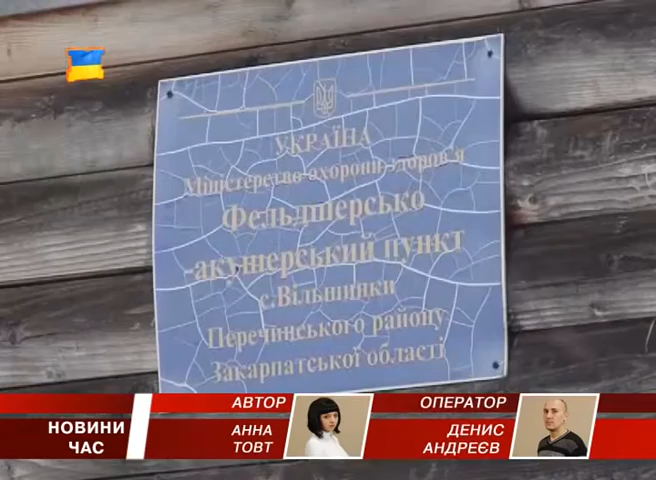 УКРАЇНА
Міністерство охорони здоров'я
Фельдшерсько
-акушерський пункт
с.Вільшинки
Перечинського району
Закарпатської області
НОВИНИ
ЧАС
АВТОР
АННА
ТОВТ
ОПЕРАТОР
ДЕНИС
АНДРЕЄВ